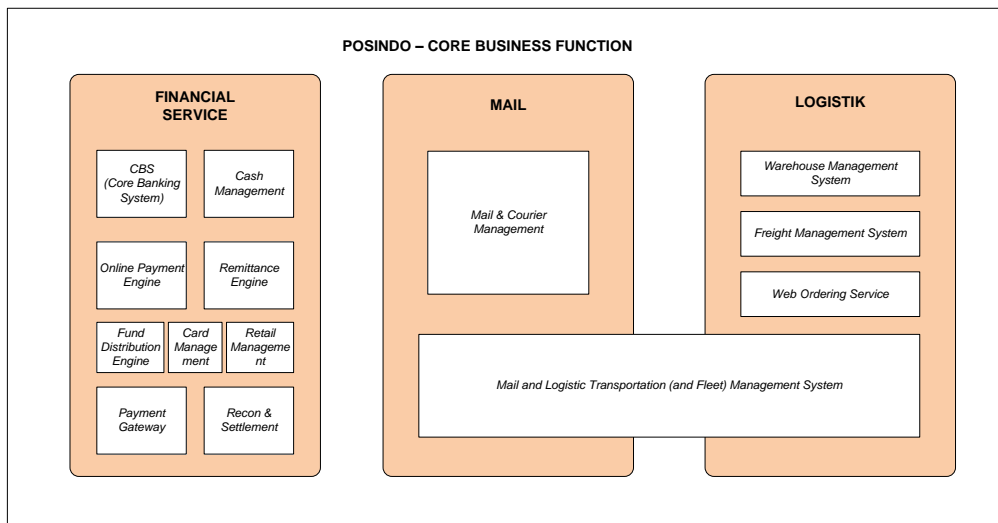 POSINDO – CORE BUSINESS FUNCTION
FINANCIAL
SERVICE
CBS
(Core Banking
System)
Cash
Management
Online Payment
Engine
Remittance
Engine
Fund
Distribution
Engine
Card
Manage
ment
Retail
Manageme
nt
Payment
Gateway
Recon &
Settlement
MAIL
Mail & Courier
Management
LOGISTIK
Warehouse Management
System
Freight Management System
Web Ordering Service
Mail and Logistic Transportation (and Fleet) Management System